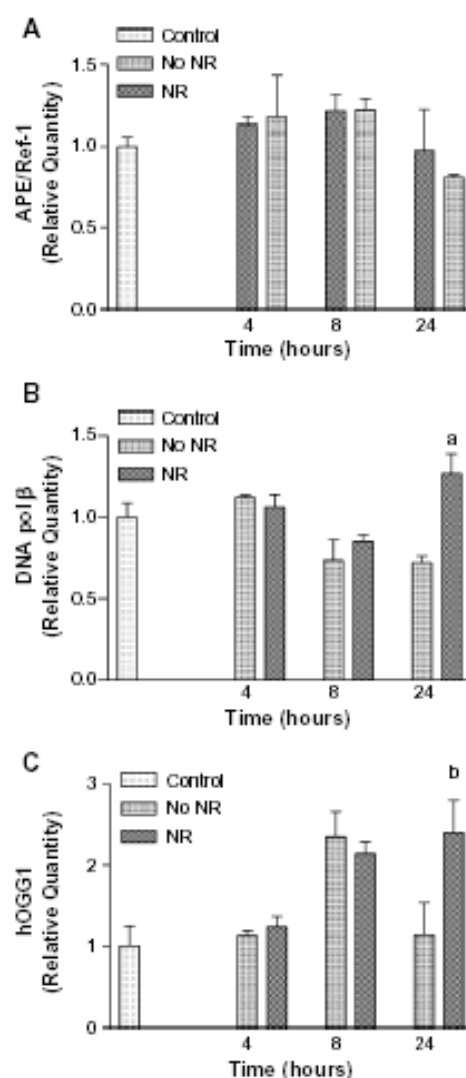 A
Control
No NR
NR
APE/Ref-1
(Relative Quantity)
1.5
1.0
0.5
0.0
4 8 24
Time (hours)
B
Control
No NR
NR
a
DNA pol β
(Relative Quantity)
1.5
1.0
0.5
0.0
4 8 24
Time (hours)
C
Control
No NR
NR
b
hOGG1
(Relative Quantity)
3
2
1
0
4 8 24
Time (hours)